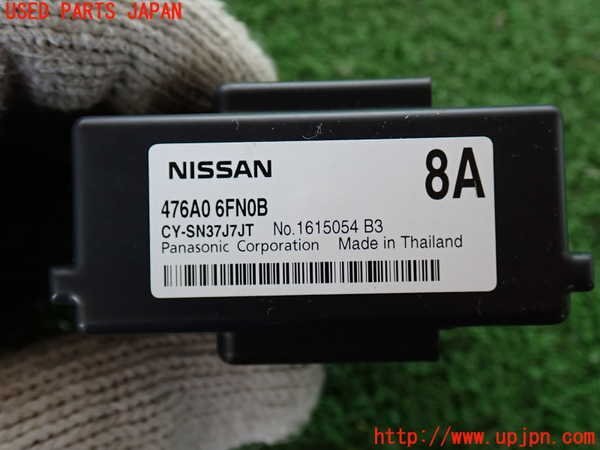 USED PARTS JAPAN
NISSAN
8A
476A0 6FN0B
CY-SN37J7JT No.1615054 B3
Panasonic Corporation Made in Thailand
http://www.upjpn.com/